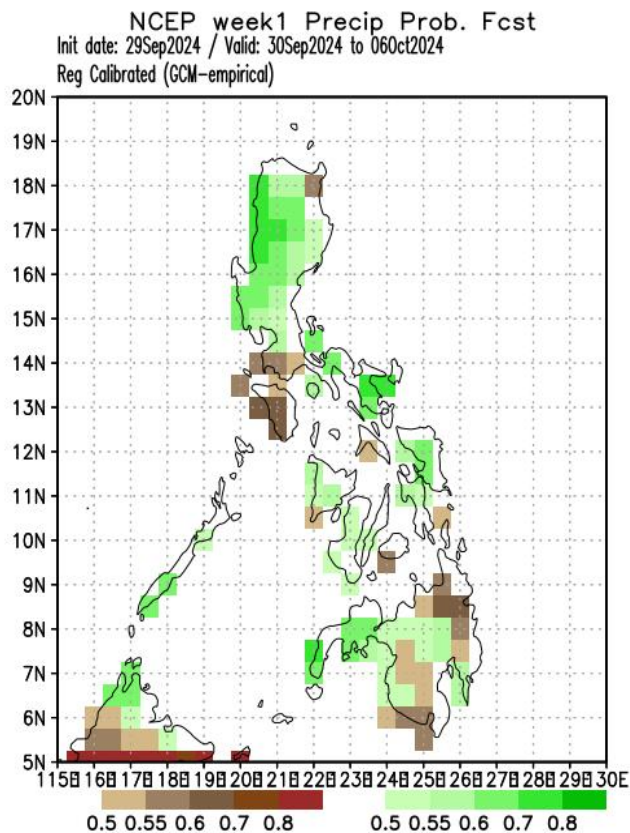 NCEP week1 Precip Prob. Fcst
Init date: 29Sep2024 / Valid: 30Sep2024 to 06Oct2024
Reg Calibrated (GCM-empirical)
20N
19N
18N
17N
16N
15N
14N
13N
12N
11N
10N
9N
8N
7N
6N
5N
115E 116E 117E 118E 119E 120E 121E 122E 123E 124E 125E 126E 127E 128E 129E 130E
0.5 0.55 0.6 0.7 0.8 0.5 0.55 0.6 0.7 0.8